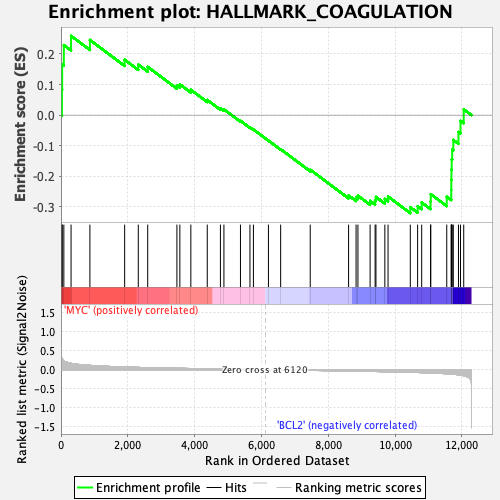 Enrichment plot: HALLMARK_COAGULATION
Enrichment score (ES)
0.2
0.1
0.0
-0.1
-0.2
-0.3
'MYC' (positively correlated)
'BCL2' (negatively correlated)
Zero cross at 6120
Ranked list metric (Signal2Noise)
1.5
1.0
0.5
0.0
-0.5
-1.0
-1.5
0
2,000
4,000
6,000
8,000
10,000
12,000
Rank in Ordered Dataset
Enrichment profile
Hits
Ranking metric scores